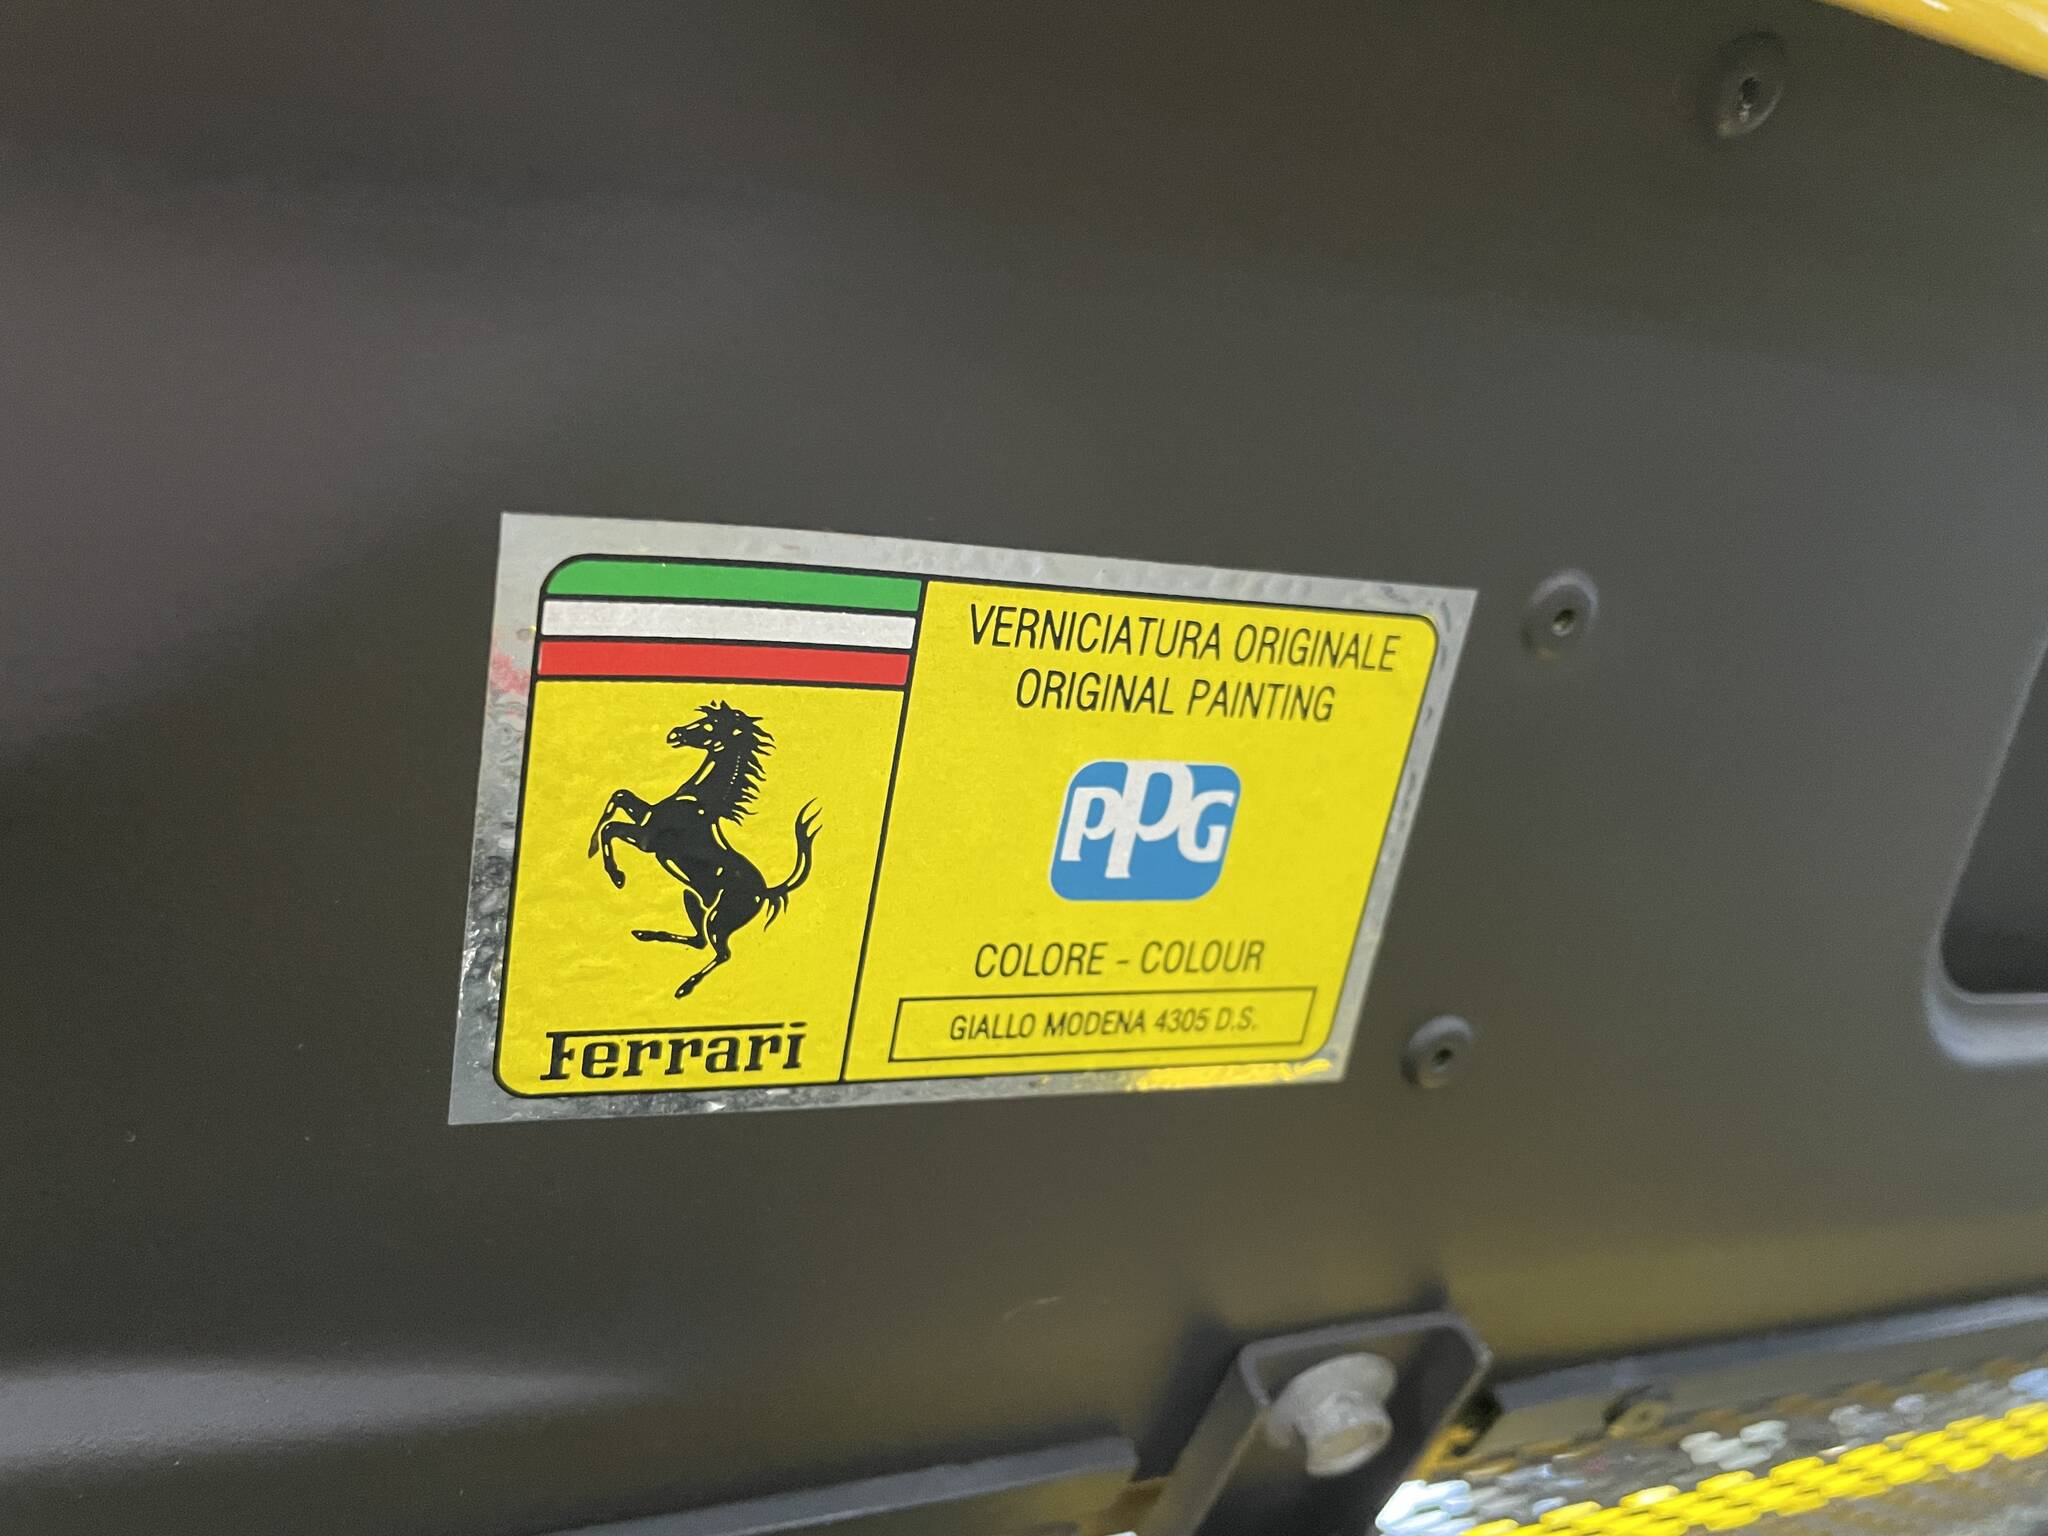 VERNICIATURA ORIGINALE
ORIGINAL PAINTING
PPG
COLORE - COLOUR
GIALLO MODENA 4305 D.S.
Ferrari